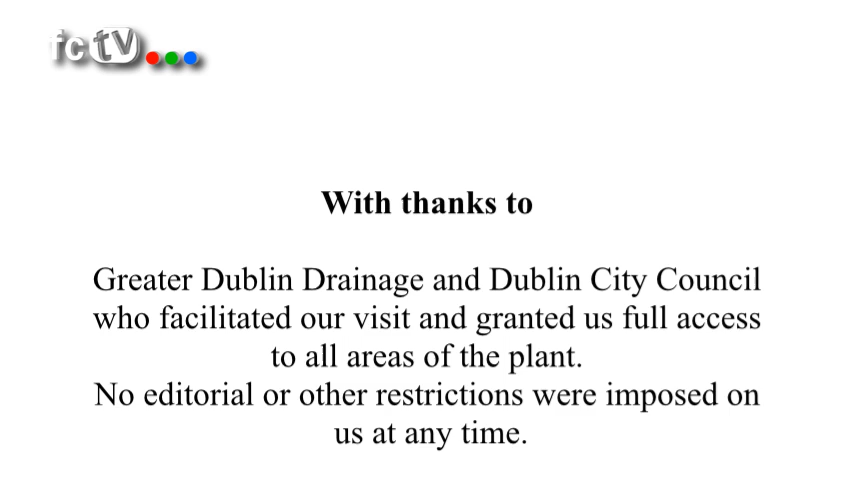 fctv...
With thanks to
Greater Dublin Drainage and Dublin City Council
who facilitated our visit and granted us full access
to all areas of the plant.
No editorial or other restrictions were imposed on
us at any time.